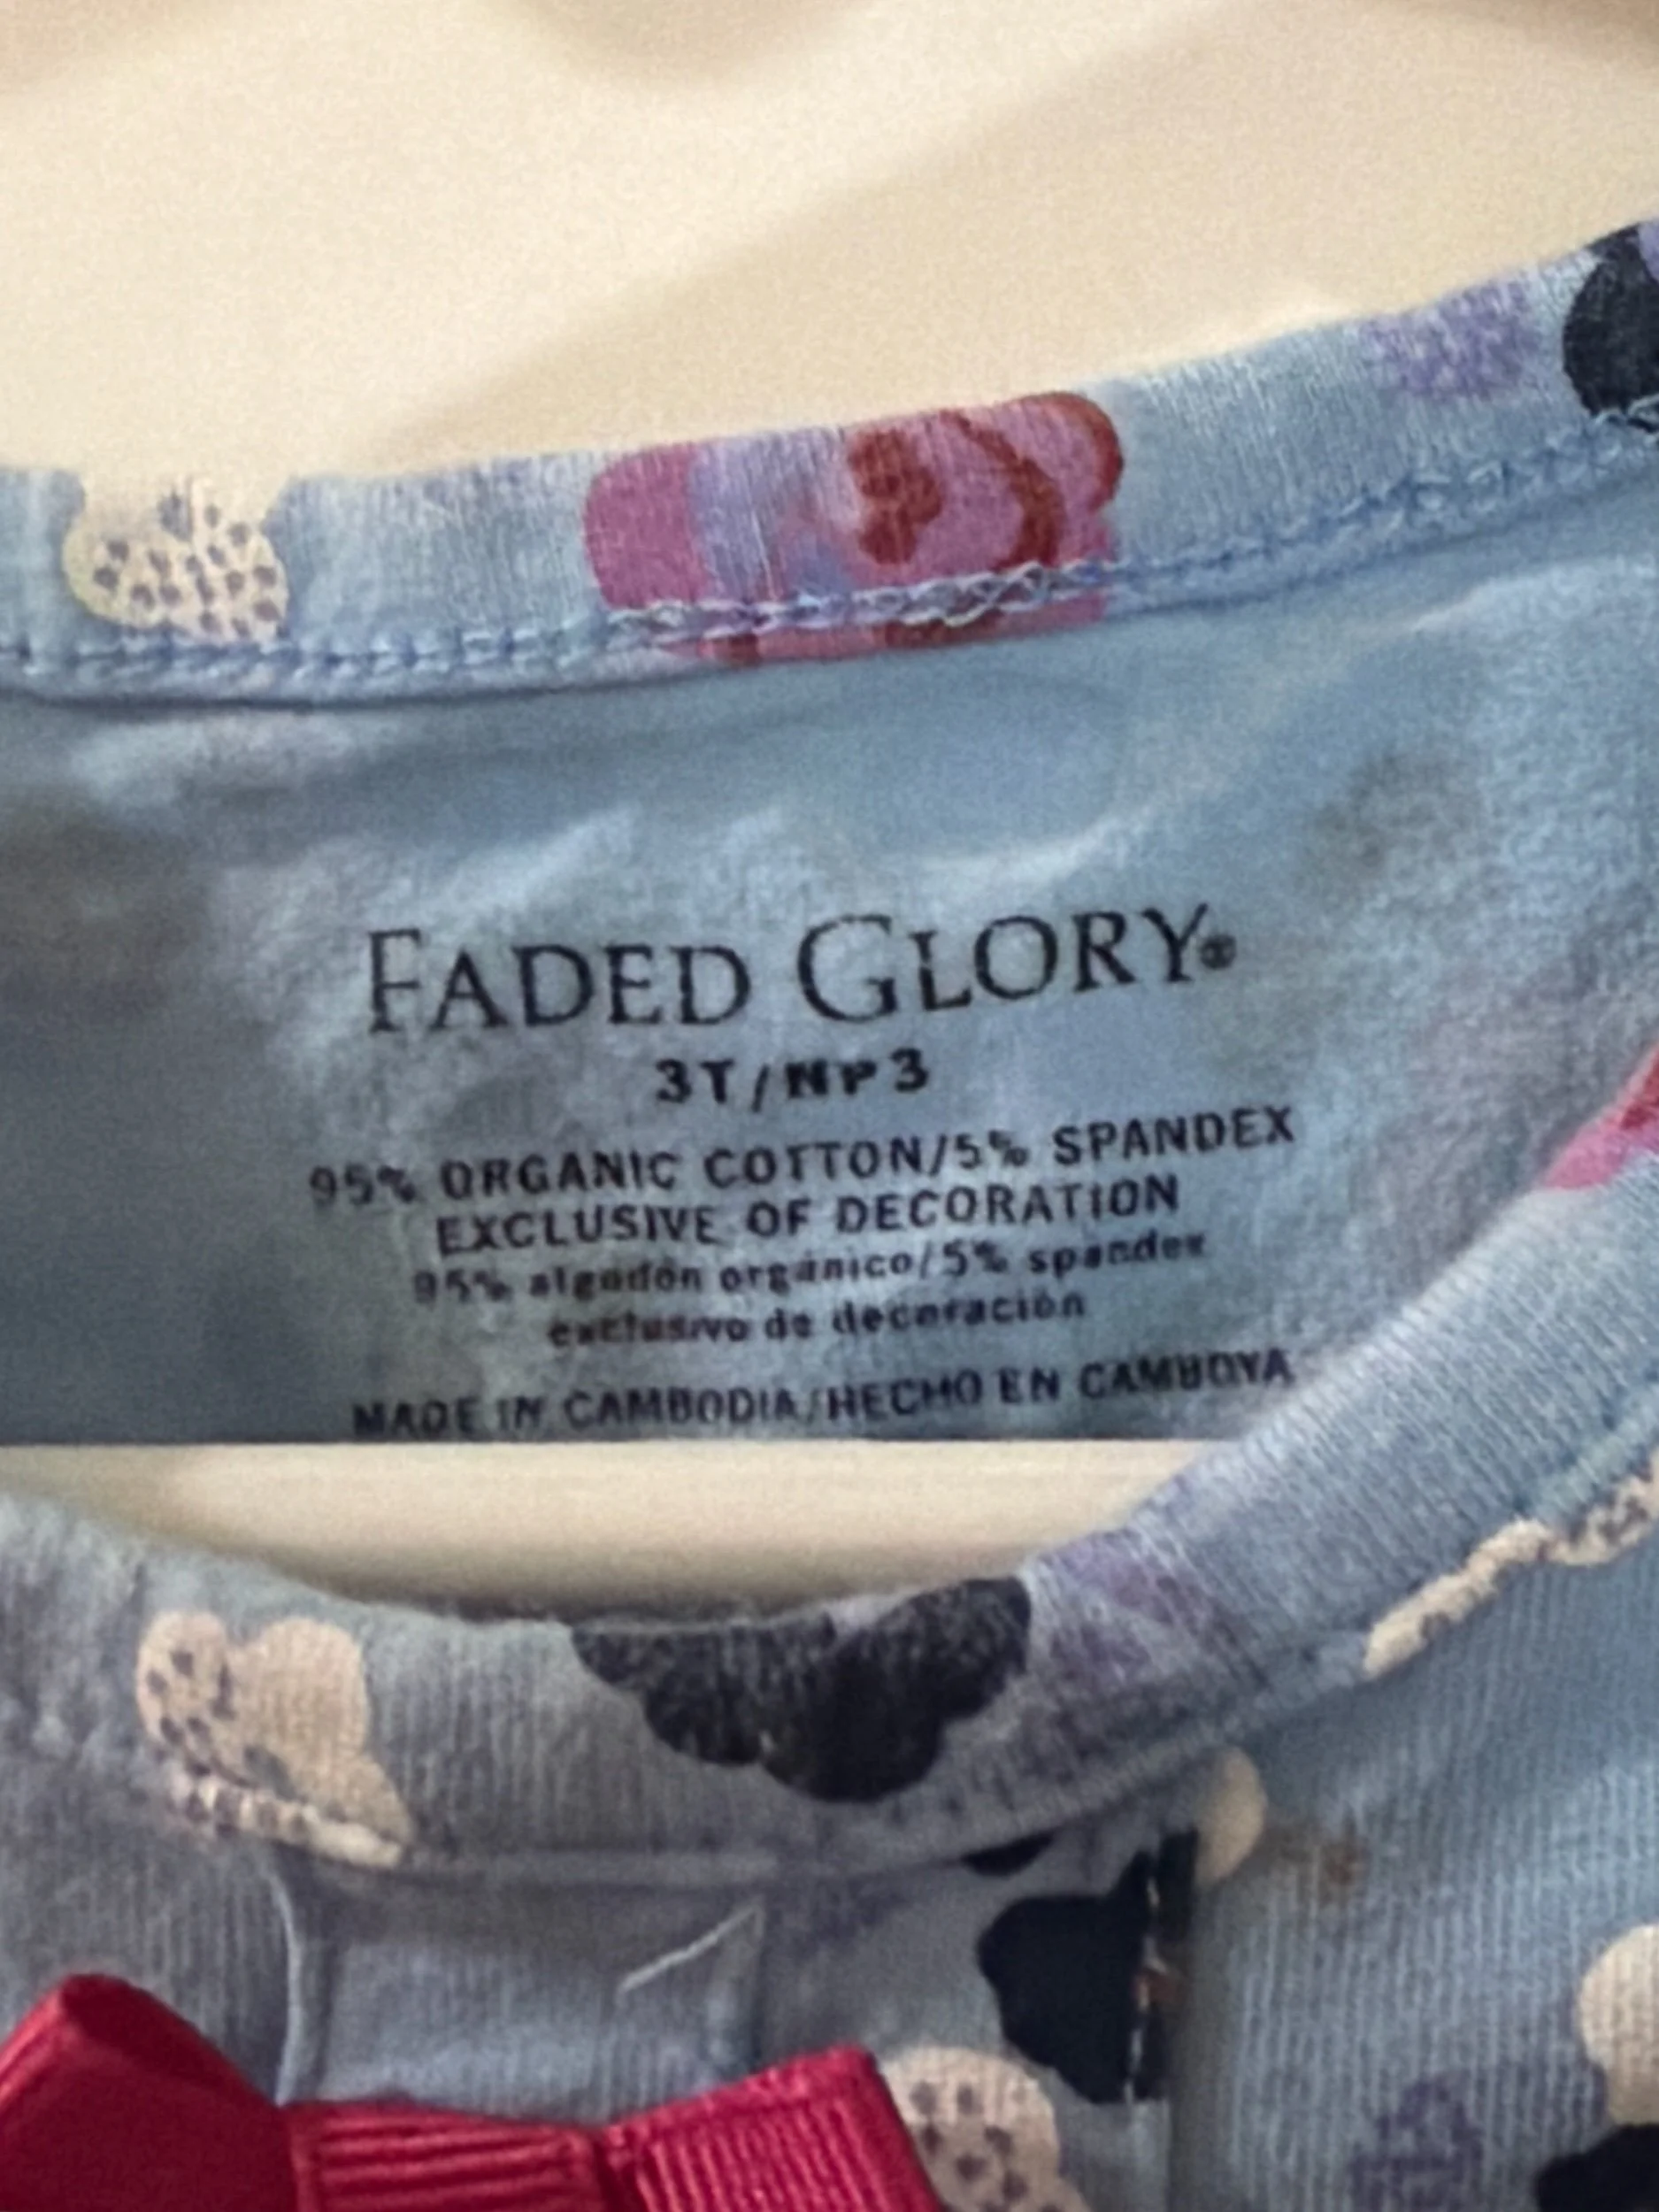 FADED GLORY®
3T/NP3
95% ORGANIC COTTON/5% SPANDEX
EXCLUSIVE OF DECORATION
95% algodón orgánico/5% spandex
exclusivo de decoración
MADE IN CAMBODIA/HECHO EN CAMBOYA